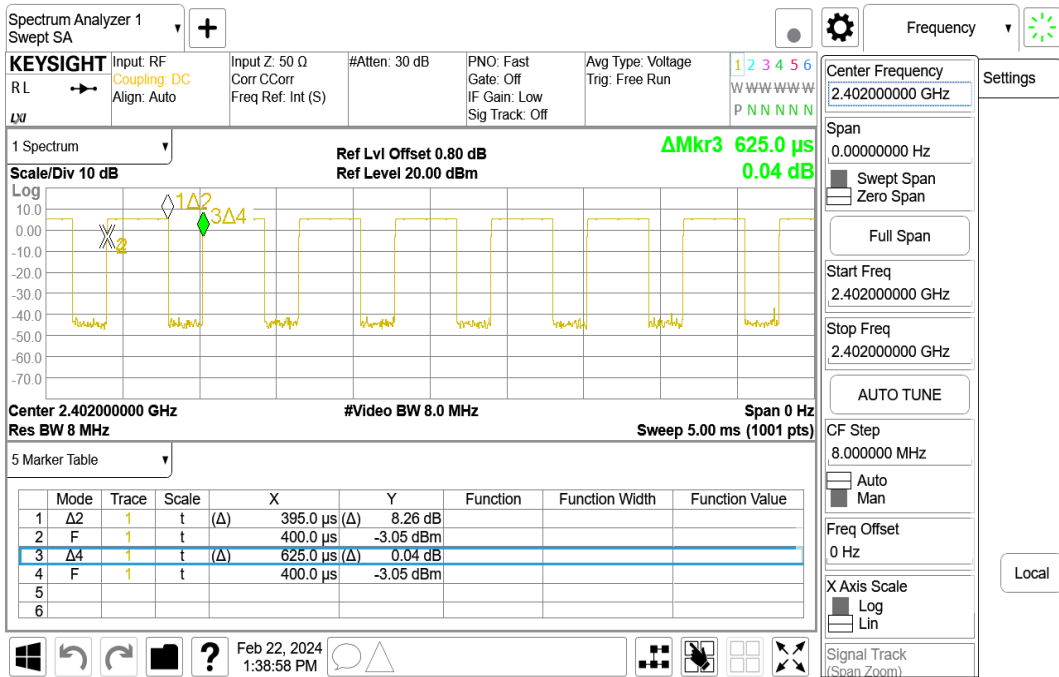 Spectrum Analyzer 1
Swept SA
Frequency
KEYSIGHT
R L
LXI
Input: RF
Coupling: DC
Align: Auto
Input Z: 50 Ω
Corr CCorr
Freq Ref: Int (S)
#Atten: 30 dB
PNO: Fast
Gate: Off
IF Gain: Low
Sig Track: Off
Avg Type: Voltage
Trig: Free Run
1 2 3 4 5 6
W W W W W W
P N N N N N
1 Spectrum
Scale/Div 10 dB
Ref Lvl Offset 0.80 dB
Ref Level 20.00 dBm
ΔMkr3 625.0 µs
0.04 dB
Log
10.0
0.00
-10.0
-20.0
-30.0
-40.0
-50.0
-60.0
-70.0
1Δ2
3Δ4
2
Center 2.402000000 GHz
#Video BW 8.0 MHz
Span 0 Hz
Res BW 8 MHz
Sweep 5.00 ms (1001 pts)
5 Marker Table
Mode Trace Scale X Y Function Function Width Function Value
1 Δ2 1 t (Δ) 395.0 µs (Δ) 8.26 dB
2 F 1 t 400.0 µs -3.05 dBm
3 Δ4 1 t (Δ) 625.0 µs (Δ) 0.04 dB
4 F 1 t 400.0 µs -3.05 dBm
5
6
?
Feb 22, 2024
1:38:58 PM
Center Frequency
2.402000000 GHz
Span
0.00000000 Hz
Swept Span
Zero Span
Full Span
Start Freq
2.402000000 GHz
Stop Freq
2.402000000 GHz
AUTO TUNE
CF Step
8.000000 MHz
Auto
Man
Freq Offset
0 Hz
X Axis Scale
Log
Lin
Signal Track
(Span Zoom)
Settings
Local